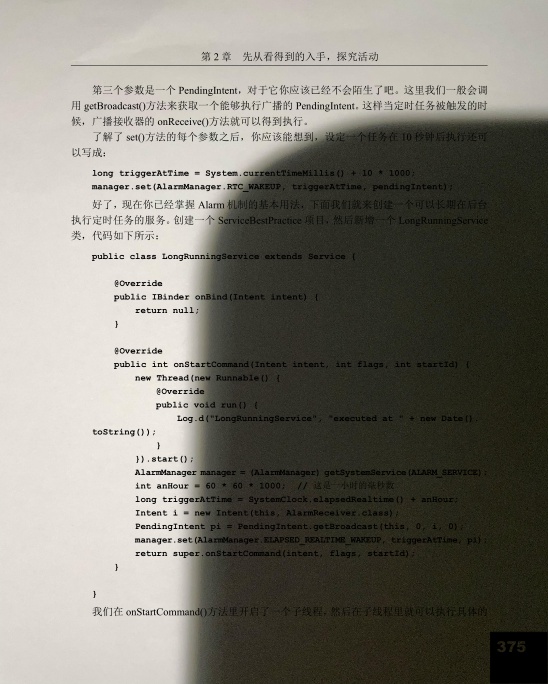 第 2 章 先从看得到的入手，探究活动
第三个参数是一个 PendingIntent，对于它你应该已经不会陌生了吧。这里我们一般会调
用 getBroadcast()方法来获取一个能够执行广播的 PendingIntent。这样当定时任务被触发的时
候，广播接收器的 onReceive()方法就可以得到执行。
了解了 set()方法的每个参数之后，你应该能想到，设定一个任务在 10 秒钟后执行还可
以写成：
long triggerAtTime = System.currentTimeMillis() + 10 * 1000;
manager.set(AlarmManager.RTC_WAKEUP, triggerAtTime, pendingIntent);
好了，现在你已经掌握 Alarm 机制的基本用法，下面我们就来创建一个可以长期在后台
执行定时任务的服务。创建一个 ServiceBestPractice 项目，然后新增一个 LongRunningService
类，代码如下所示：
public class LongRunningService extends Service {
@Override
public IBinder onBind(Intent intent) {
return null;
}
@Override
public int onStartCommand(Intent intent, int flags, int startId) {
new Thread(new Runnable() {
@Override
public void run() {
Log.d("LongRunningService", "executed at " + new Date().
toString());
}
}).start();
AlarmManager manager = (AlarmManager) getSystemService(ALARM_SERVICE);
int anHour = 60 * 60 * 1000; // 这是一小时的毫秒数
long triggerAtTime = SystemClock.elapsedRealtime() + anHour;
Intent i = new Intent(this, AlarmReceiver.class);
PendingIntent pi = PendingIntent.getBroadcast(this, 0, i, 0);
manager.set(AlarmManager.ELAPSED_REALTIME_WAKEUP, triggerAtTime, pi);
return super.onStartCommand(intent, flags, startId);
}
}
我们在 onStartCommand()方法里开启了一个子线程，然后在子线程里就可以执行具体的
375